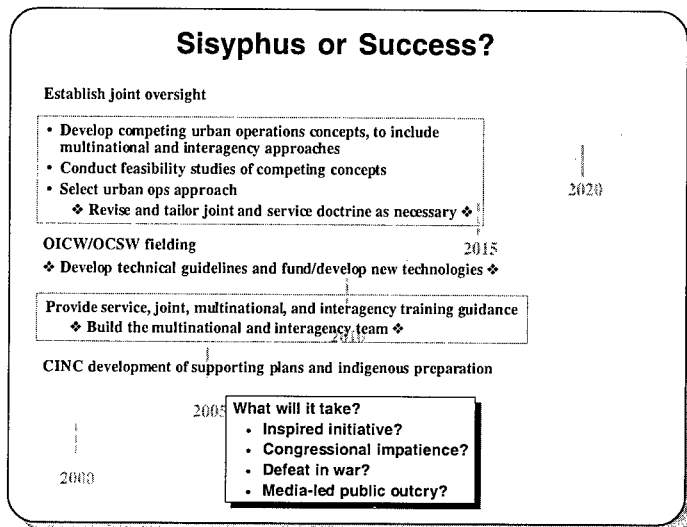 Sisyphus or Success?
Establish joint oversight
• Develop competing urban operations concepts, to include
multinational and interagency approaches
• Conduct feasibility studies of competing concepts
• Select urban ops approach
❖ Revise and tailor joint and service doctrine as necessary ❖
2020
OICW/OCSW fielding
2015
❖ Develop technical guidelines and fund/develop new technologies ❖
Provide service, joint, multinational, and interagency training guidance
❖ Build the multinational and interagency team ❖
2010
CINC development of supporting plans and indigenous preparation
2005
What will it take?
• Inspired initiative?
• Congressional impatience?
• Defeat in war?
• Media-led public outcry?
2000